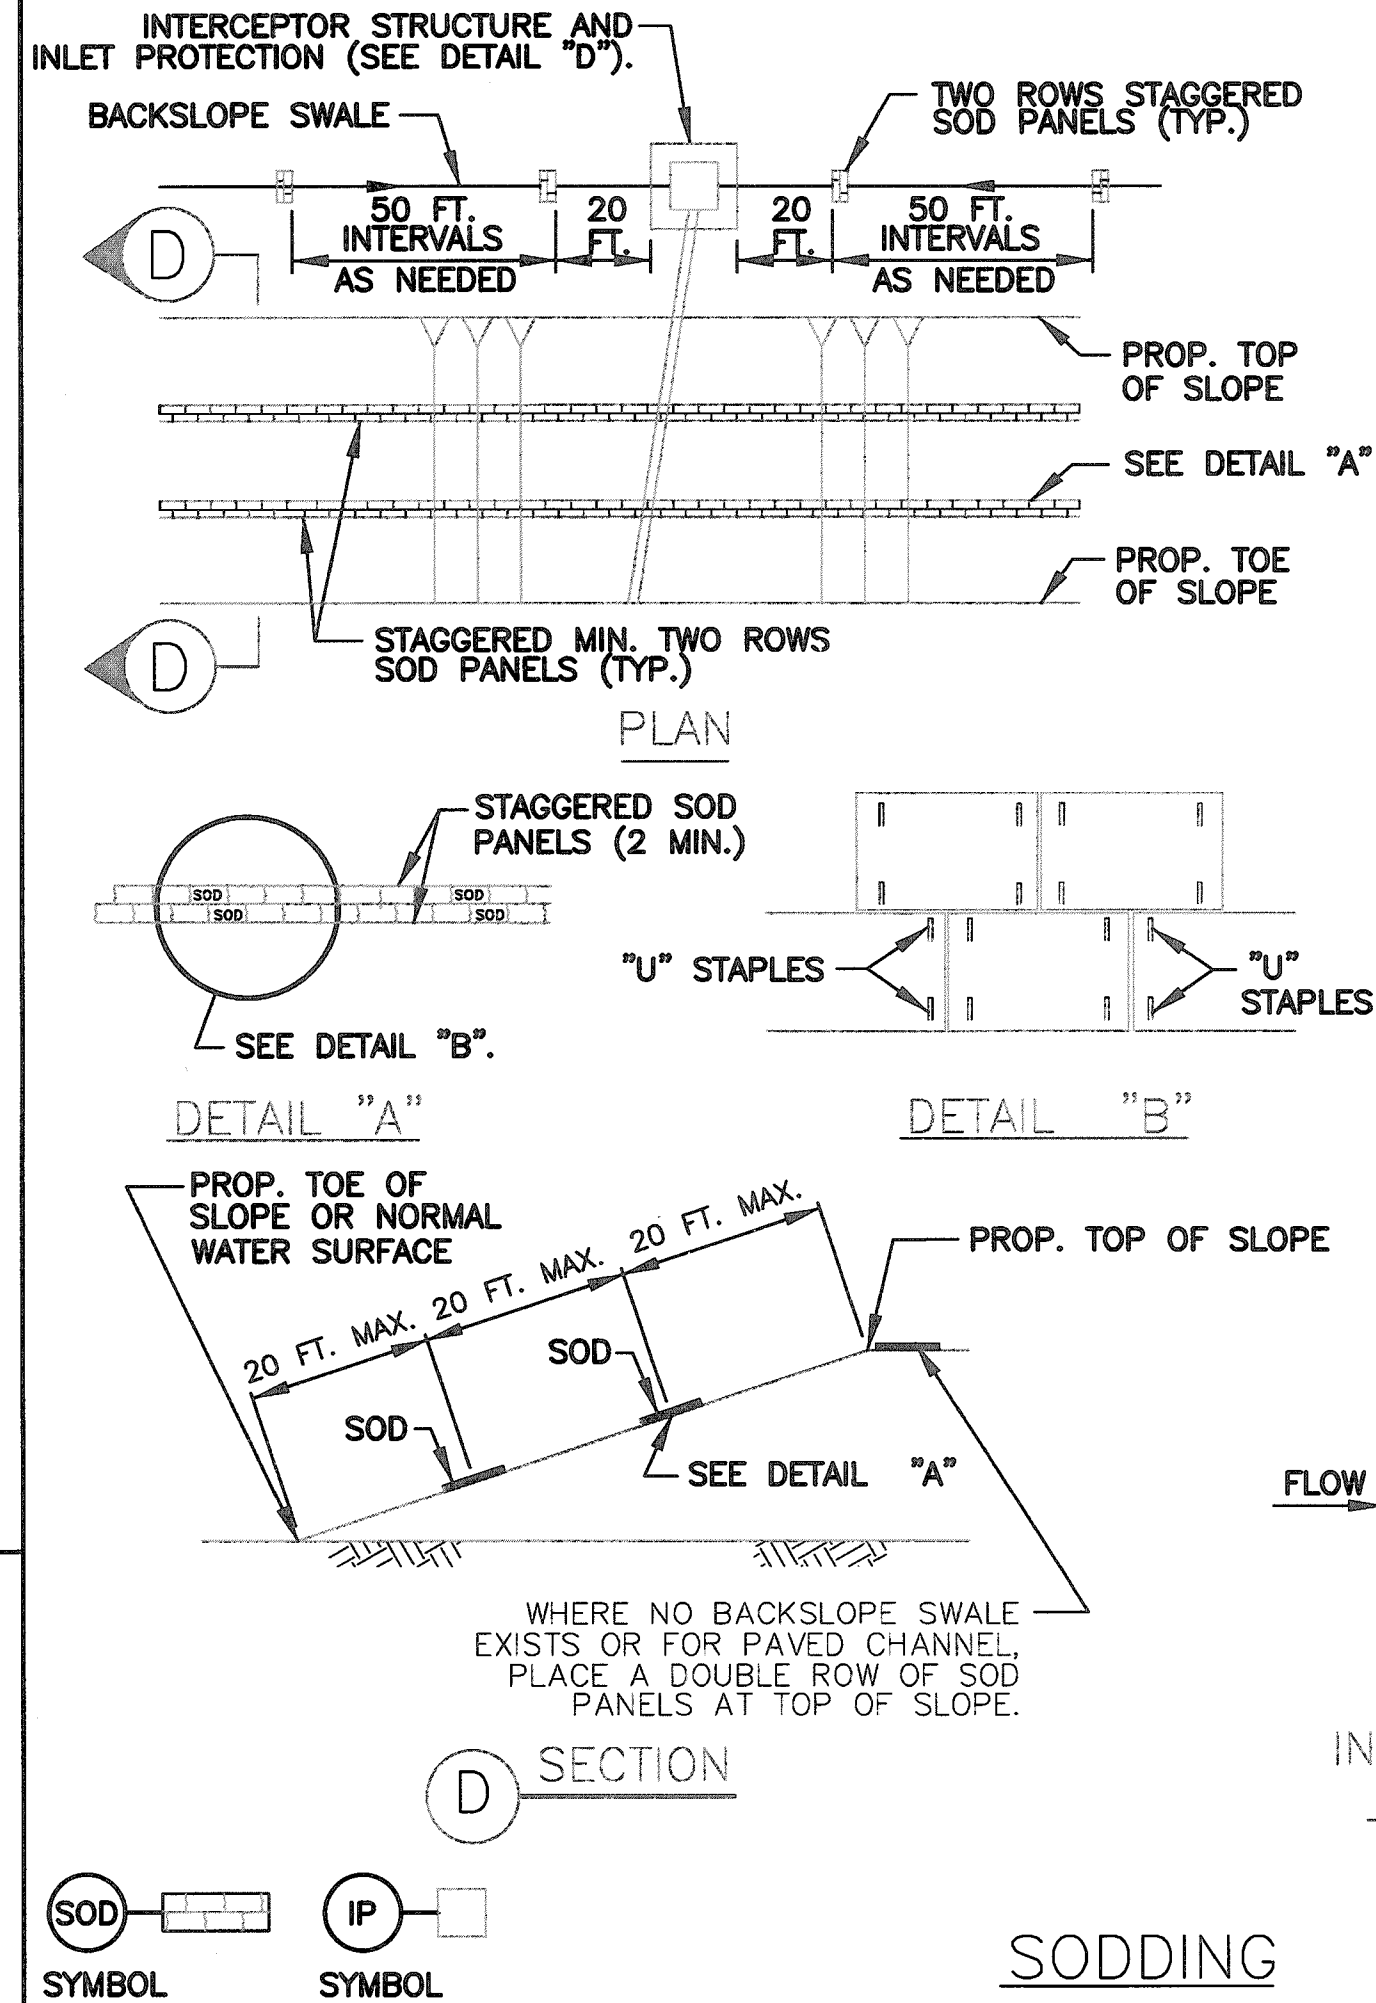 INTERCEPTOR STRUCTURE AND
INLET PROTECTION (SEE DETAIL "D").
BACKSLOPE SWALE
TWO ROWS STAGGERED
SOD PANELS (TYP.)
50 FT.
INTERVALS
AS NEEDED
20
FT.
20
FT.
50 FT.
INTERVALS
AS NEEDED
D
PROP. TOP
OF SLOPE
SEE DETAIL "A"
PROP. TOE
OF SLOPE
D
STAGGERED MIN. TWO ROWS
SOD PANELS (TYP.)
PLAN
STAGGERED SOD
PANELS (2 MIN.)
SOD
SOD
SOD
SOD
SEE DETAIL "B".
DETAIL "A"
"U" STAPLES
"U"
STAPLES
DETAIL "B"
PROP. TOE OF
SLOPE OR NORMAL
WATER SURFACE
20 FT. MAX.
20 FT. MAX.
20 FT. MAX.
PROP. TOP OF SLOPE
SOD
SOD
SEE DETAIL "A"
FLOW
WHERE NO BACKSLOPE SWALE
EXISTS OR FOR PAVED CHANNEL,
PLACE A DOUBLE ROW OF SOD
PANELS AT TOP OF SLOPE.
IN
D SECTION
SOD
SYMBOL
IP
SYMBOL
SODDING